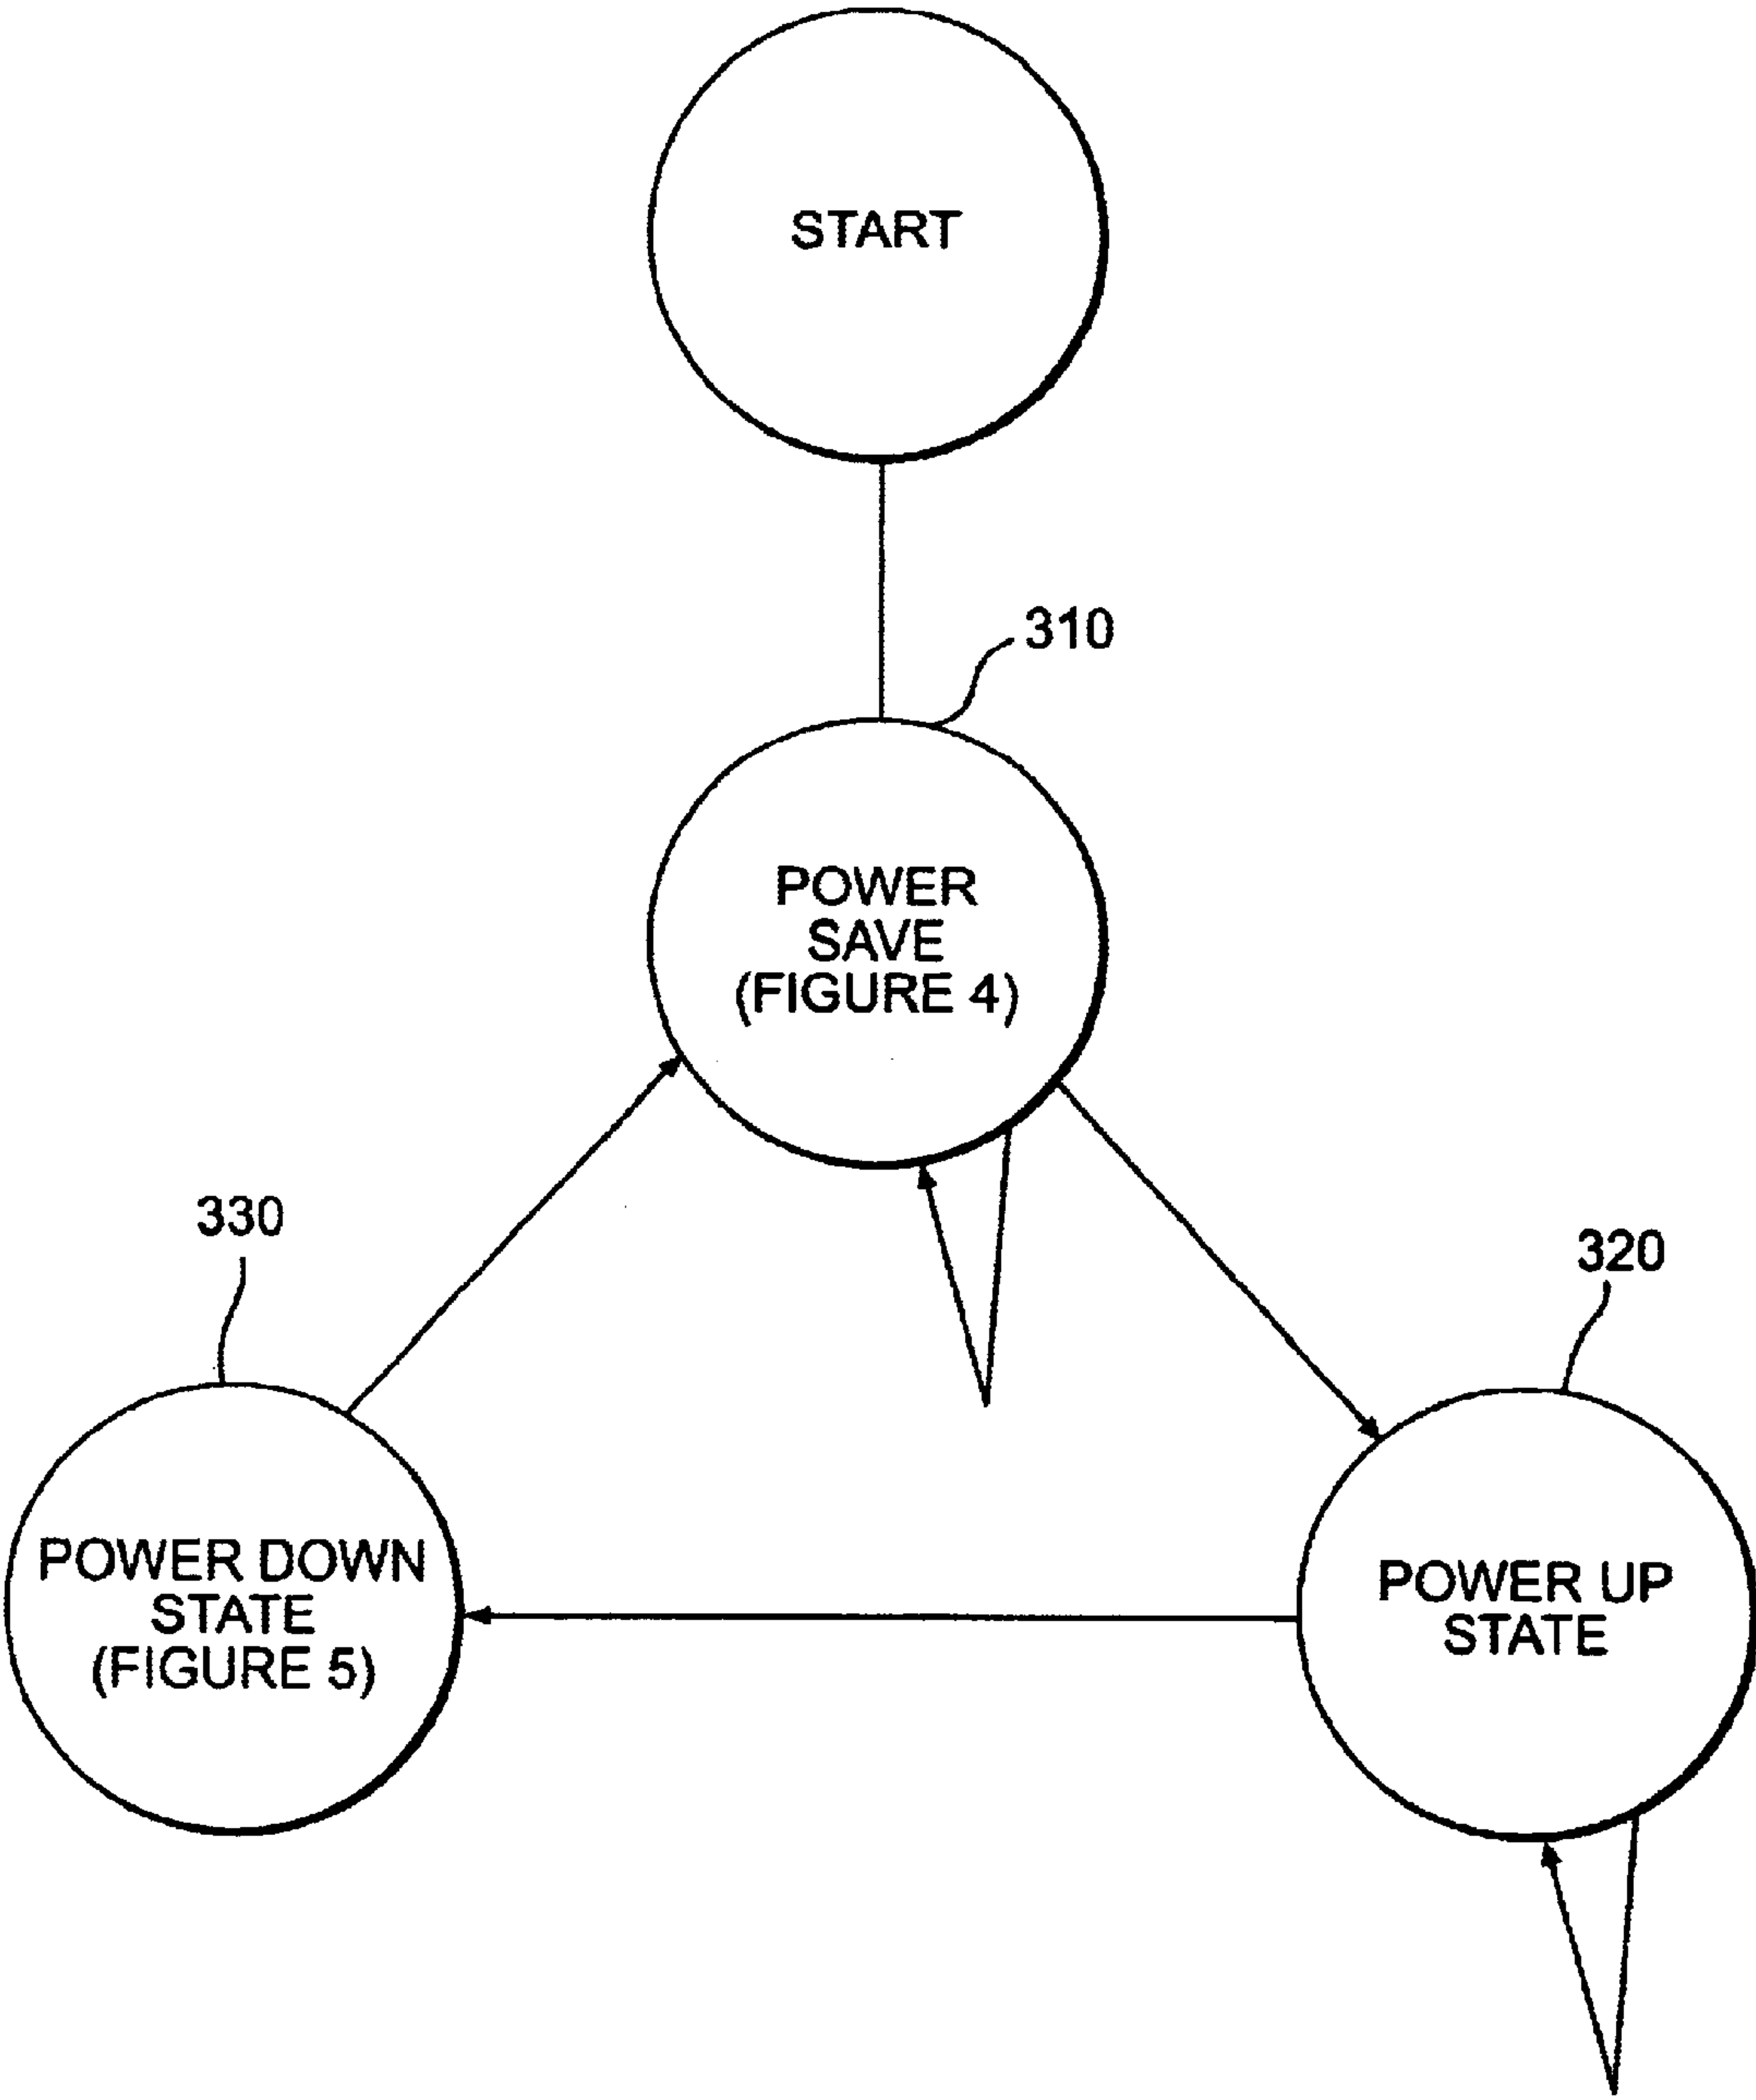 START
310
POWER
SAVE
(FIGURE 4)
330
320
POWER DOWN
STATE
(FIGURE 5)
POWER UP
STATE